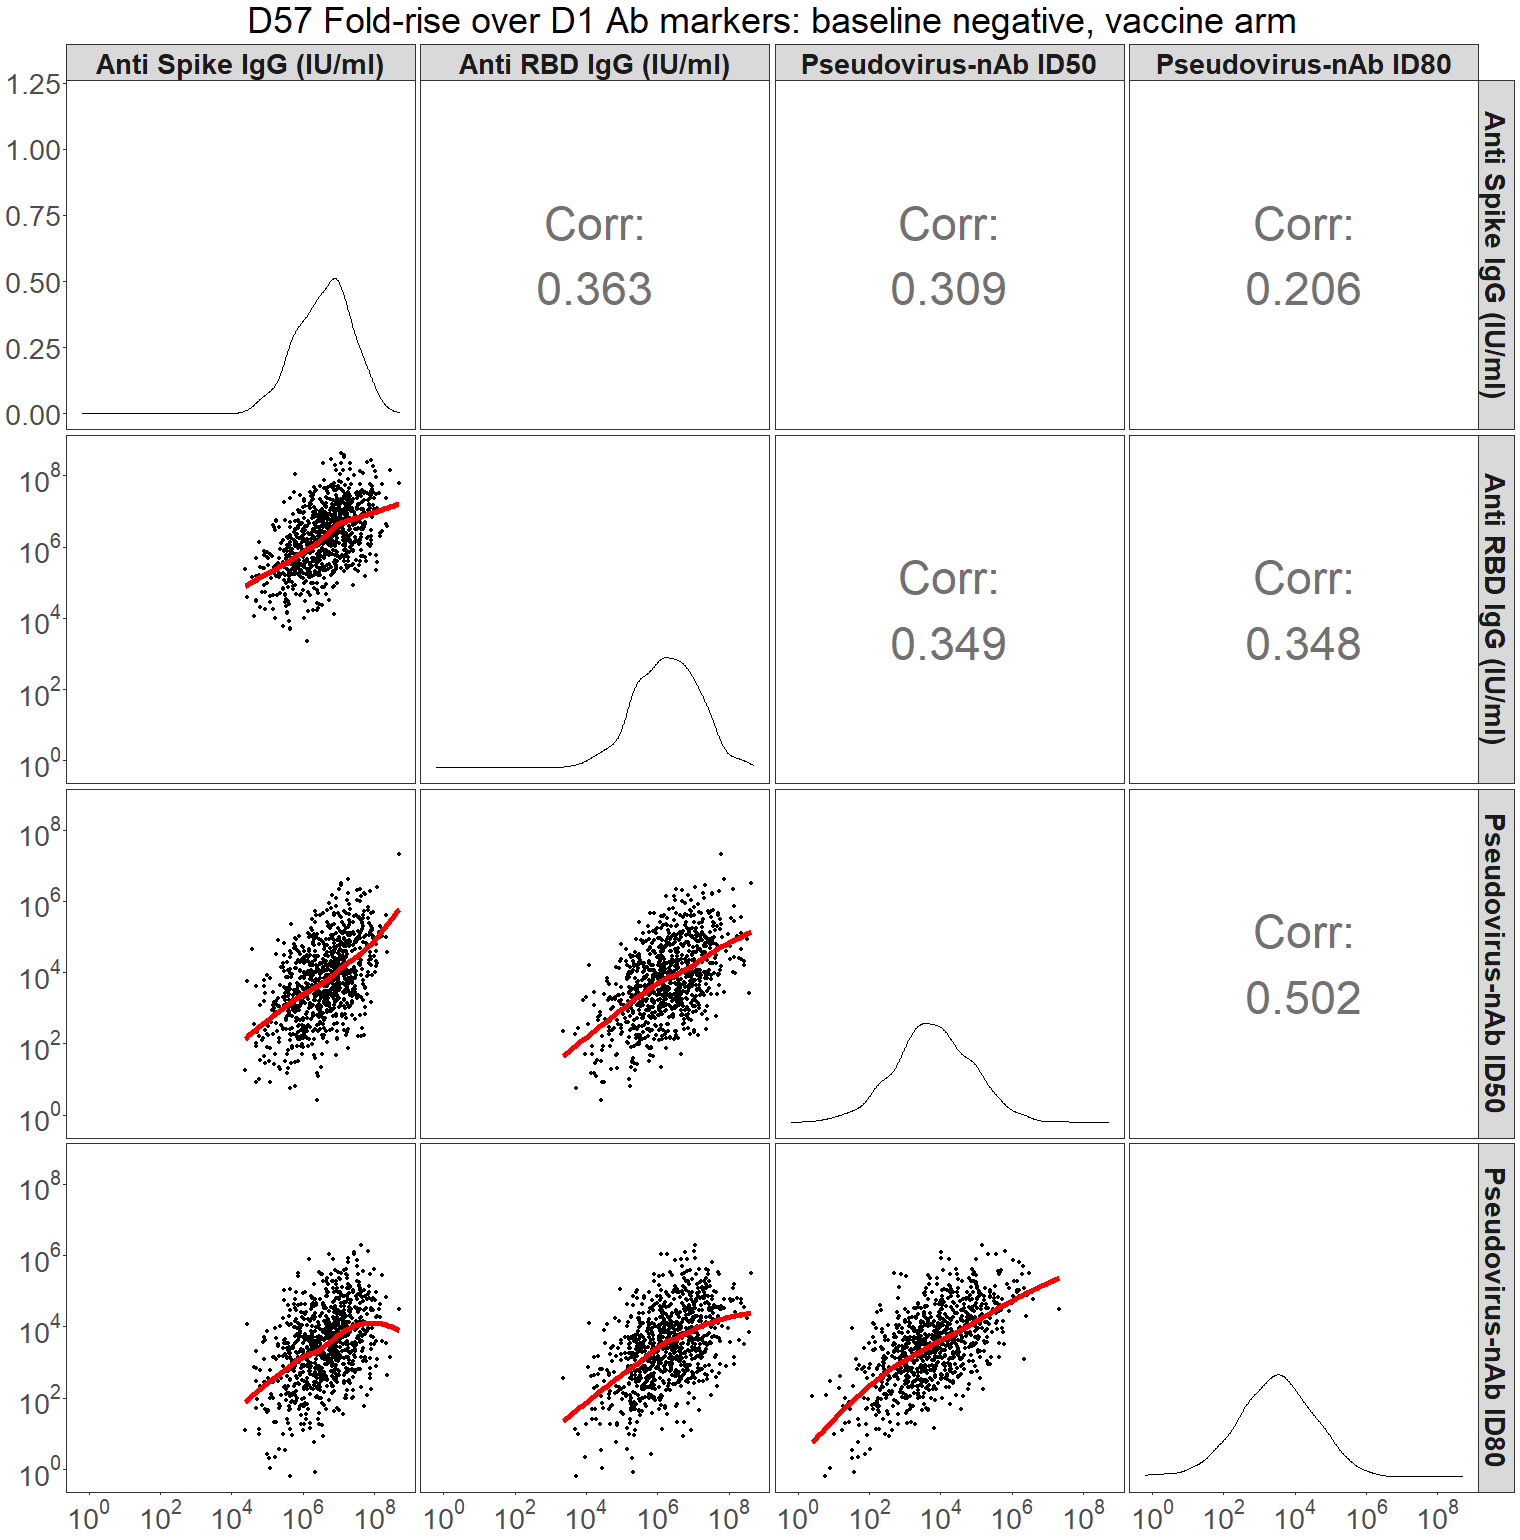 D57 Fold-rise over D1 Ab markers: baseline negative, vaccine arm
Anti Spike IgG (IU/ml)
Anti RBD IgG (IU/ml)
Pseudovirus-nAb ID50
Pseudovirus-nAb ID80
1.25
1.00
0.75
0.50
0.25
0.00
Corr:
0.363
Corr:
0.309
Corr:
0.206
Anti Spike IgG (IU/ml)
10^8
10^6
10^4
10^2
10^0
Corr:
0.349
Corr:
0.348
Anti RBD IgG (IU/ml)
10^8
10^6
10^4
10^2
10^0
Corr:
0.502
Pseudovirus-nAb ID50
10^8
10^6
10^4
10^2
10^0
Pseudovirus-nAb ID80
10^0 10^2 10^4 10^6 10^8 10^0 10^2 10^4 10^6 10^8 10^0 10^2 10^4 10^6 10^8 10^0 10^2 10^4 10^6 10^8